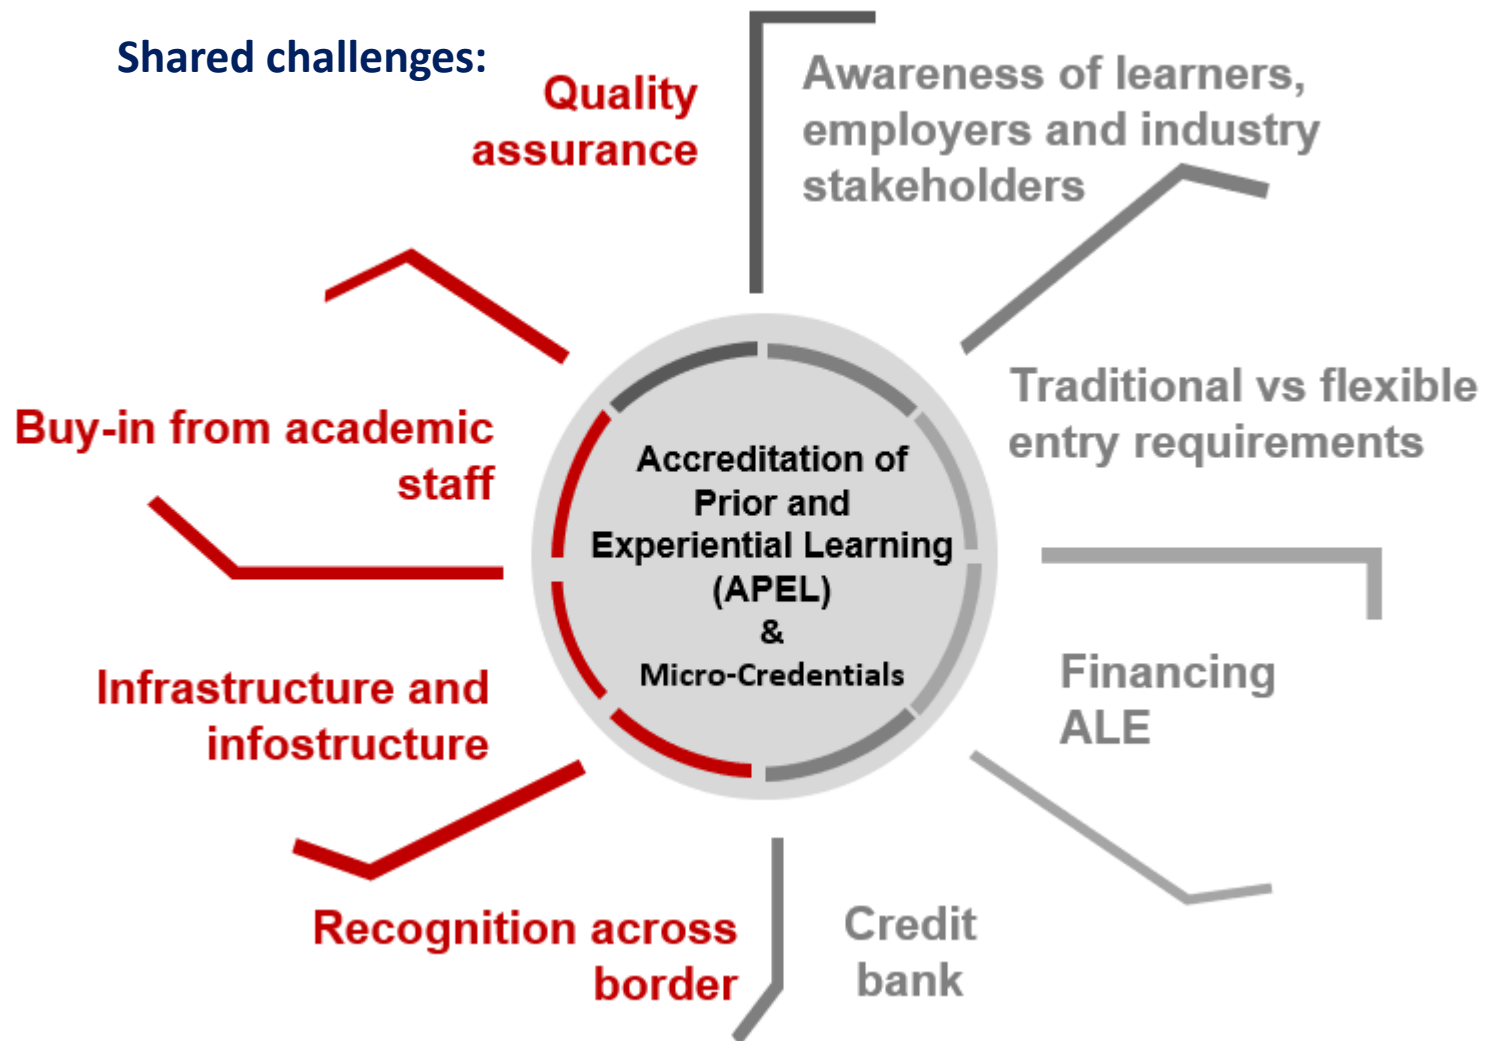 Shared challenges:
Quality
assurance
Awareness of learners,
employers and industry
stakeholders
Traditional vs flexible
entry requirements
Buy-in from academic
staff
Accreditation of
Prior and
Experiential Learning
(APEL)
&
Micro-Credentials
Infrastructure and
infostructure
Financing
ALE
Recognition across
border
Credit
bank